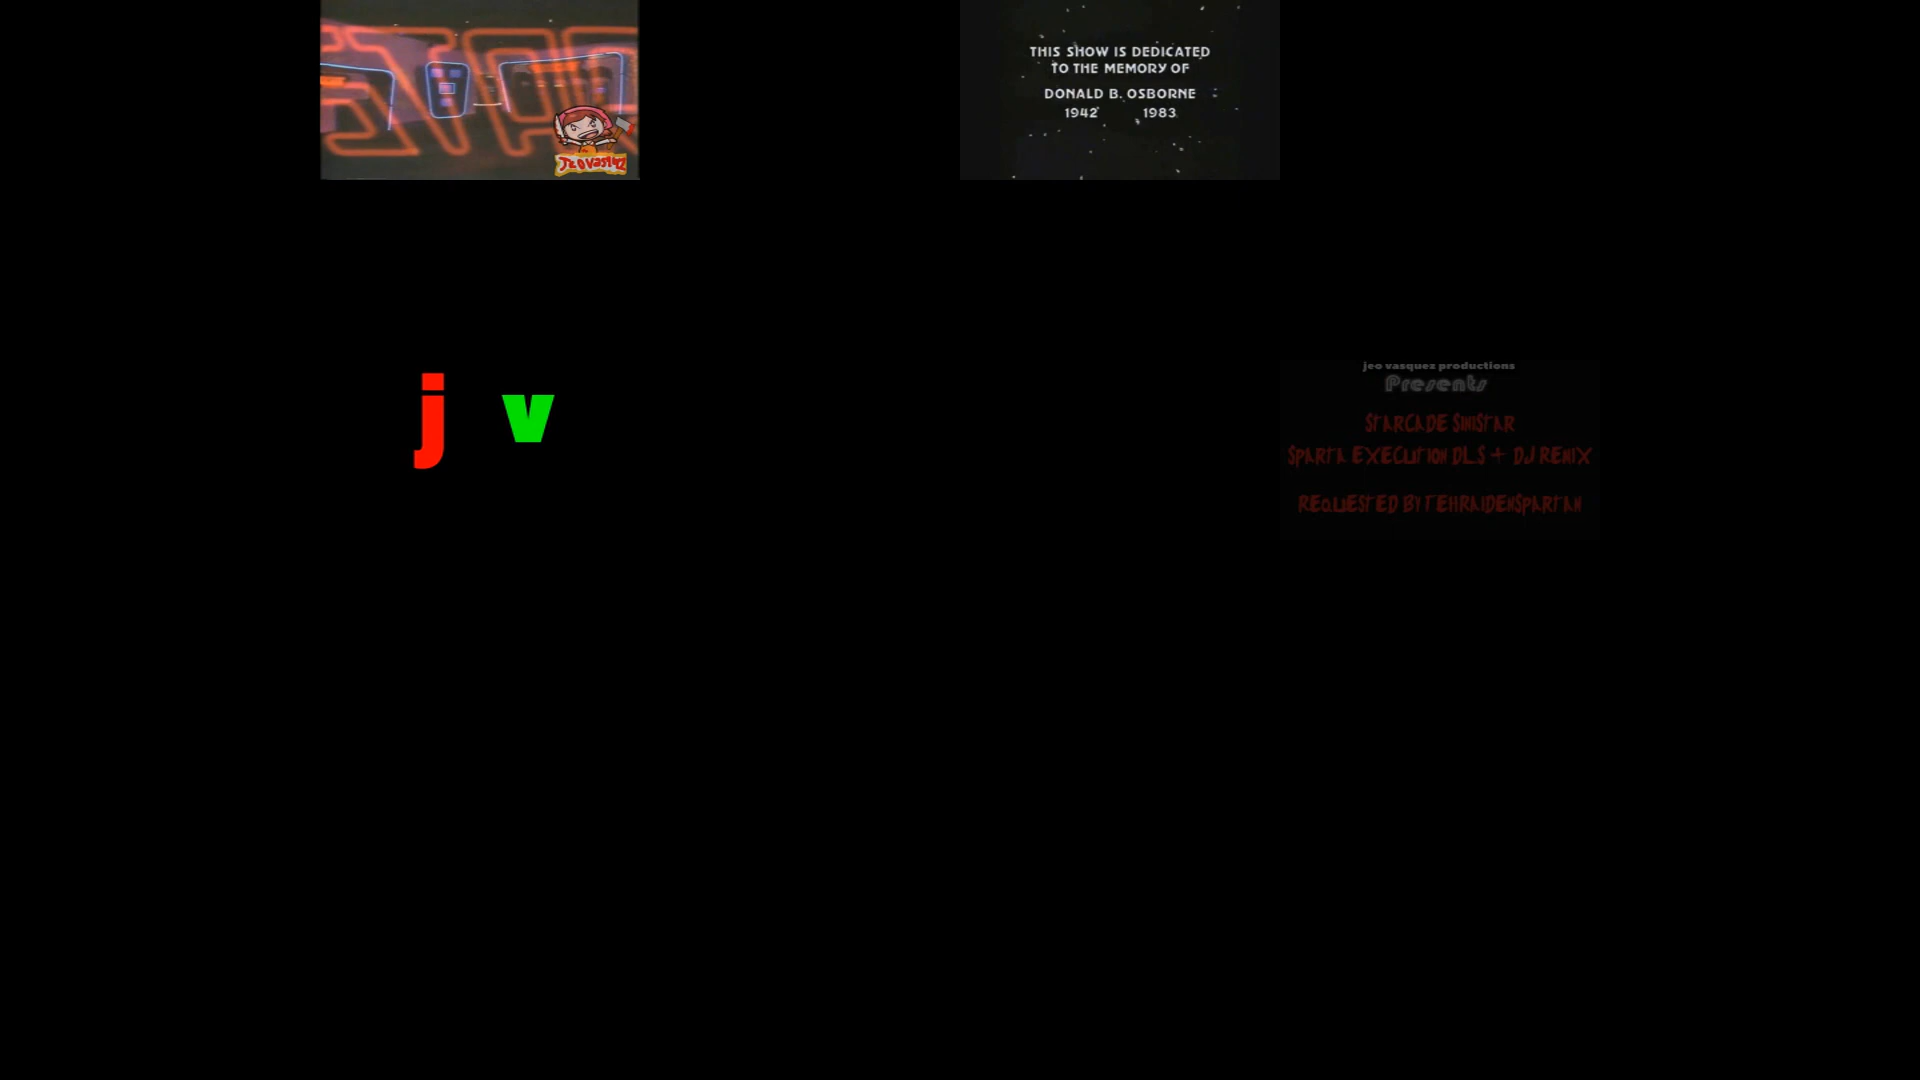 Jeovas142
THIS SHOW IS DEDICATED
TO THE MEMORY OF
DONALD B. OSBORNE
1942 1983
j v
jeo vasquez productions
Presents
STARCADE SINISTAR
SPARTA EXECUTION DLS + DJ REMIX
REQUESTED BY TEHRAIDENSPARTAN